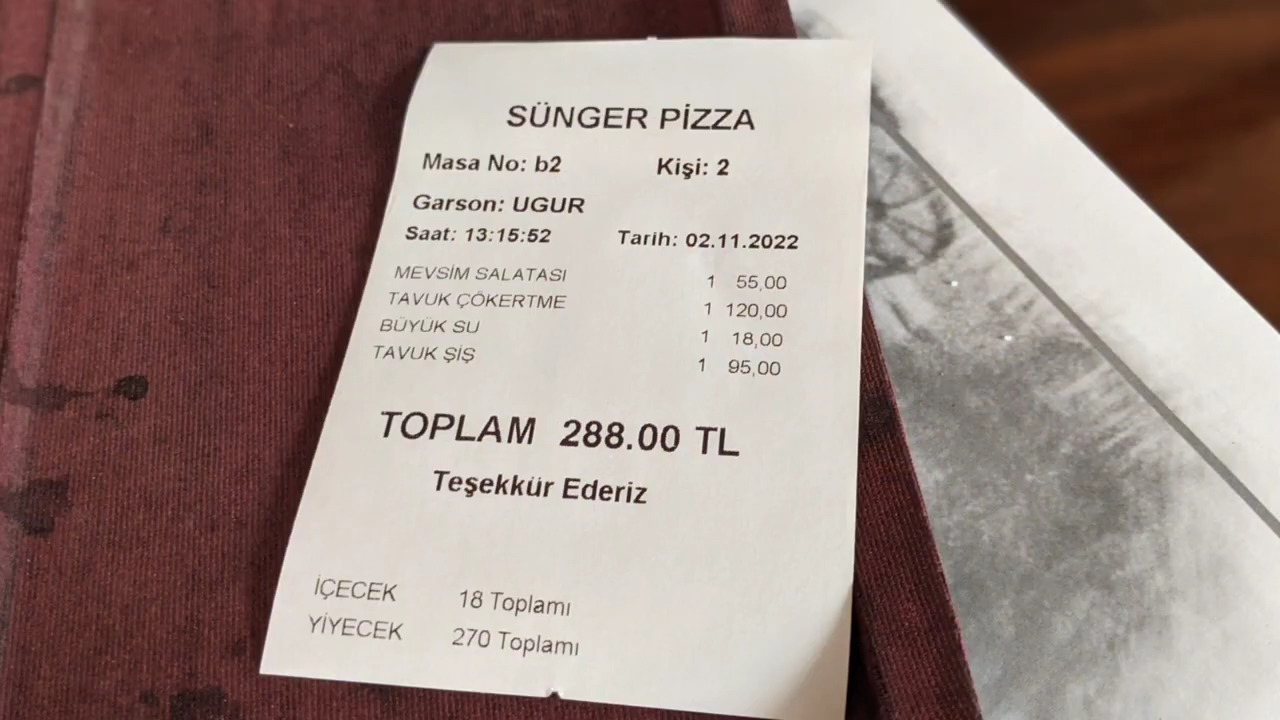 SÜNGER PİZZA
Masa No: b2 Kişi: 2
Garson: UGUR
Saat: 13:15:52 Tarih: 02.11.2022
MEVSİM SALATASI 1 55,00
TAVUK ÇÖKERTME 1 120,00
BÜYÜK SU 1 18,00
TAVUK ŞİŞ 1 95,00
TOPLAM 288.00 TL
Teşekkür Ederiz
İÇECEK 18 Toplamı
YİYECEK 270 Toplamı